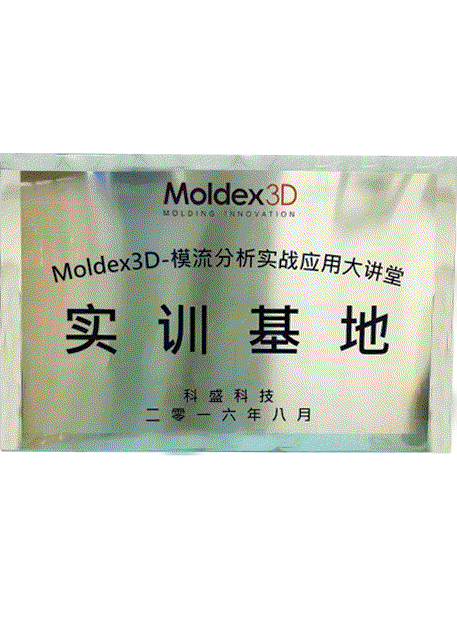 Moldex3D
MOLDING INNOVATION
Moldex3D-模流分析实战应用大讲堂
实训基地
科盛科技
二零一六年八月